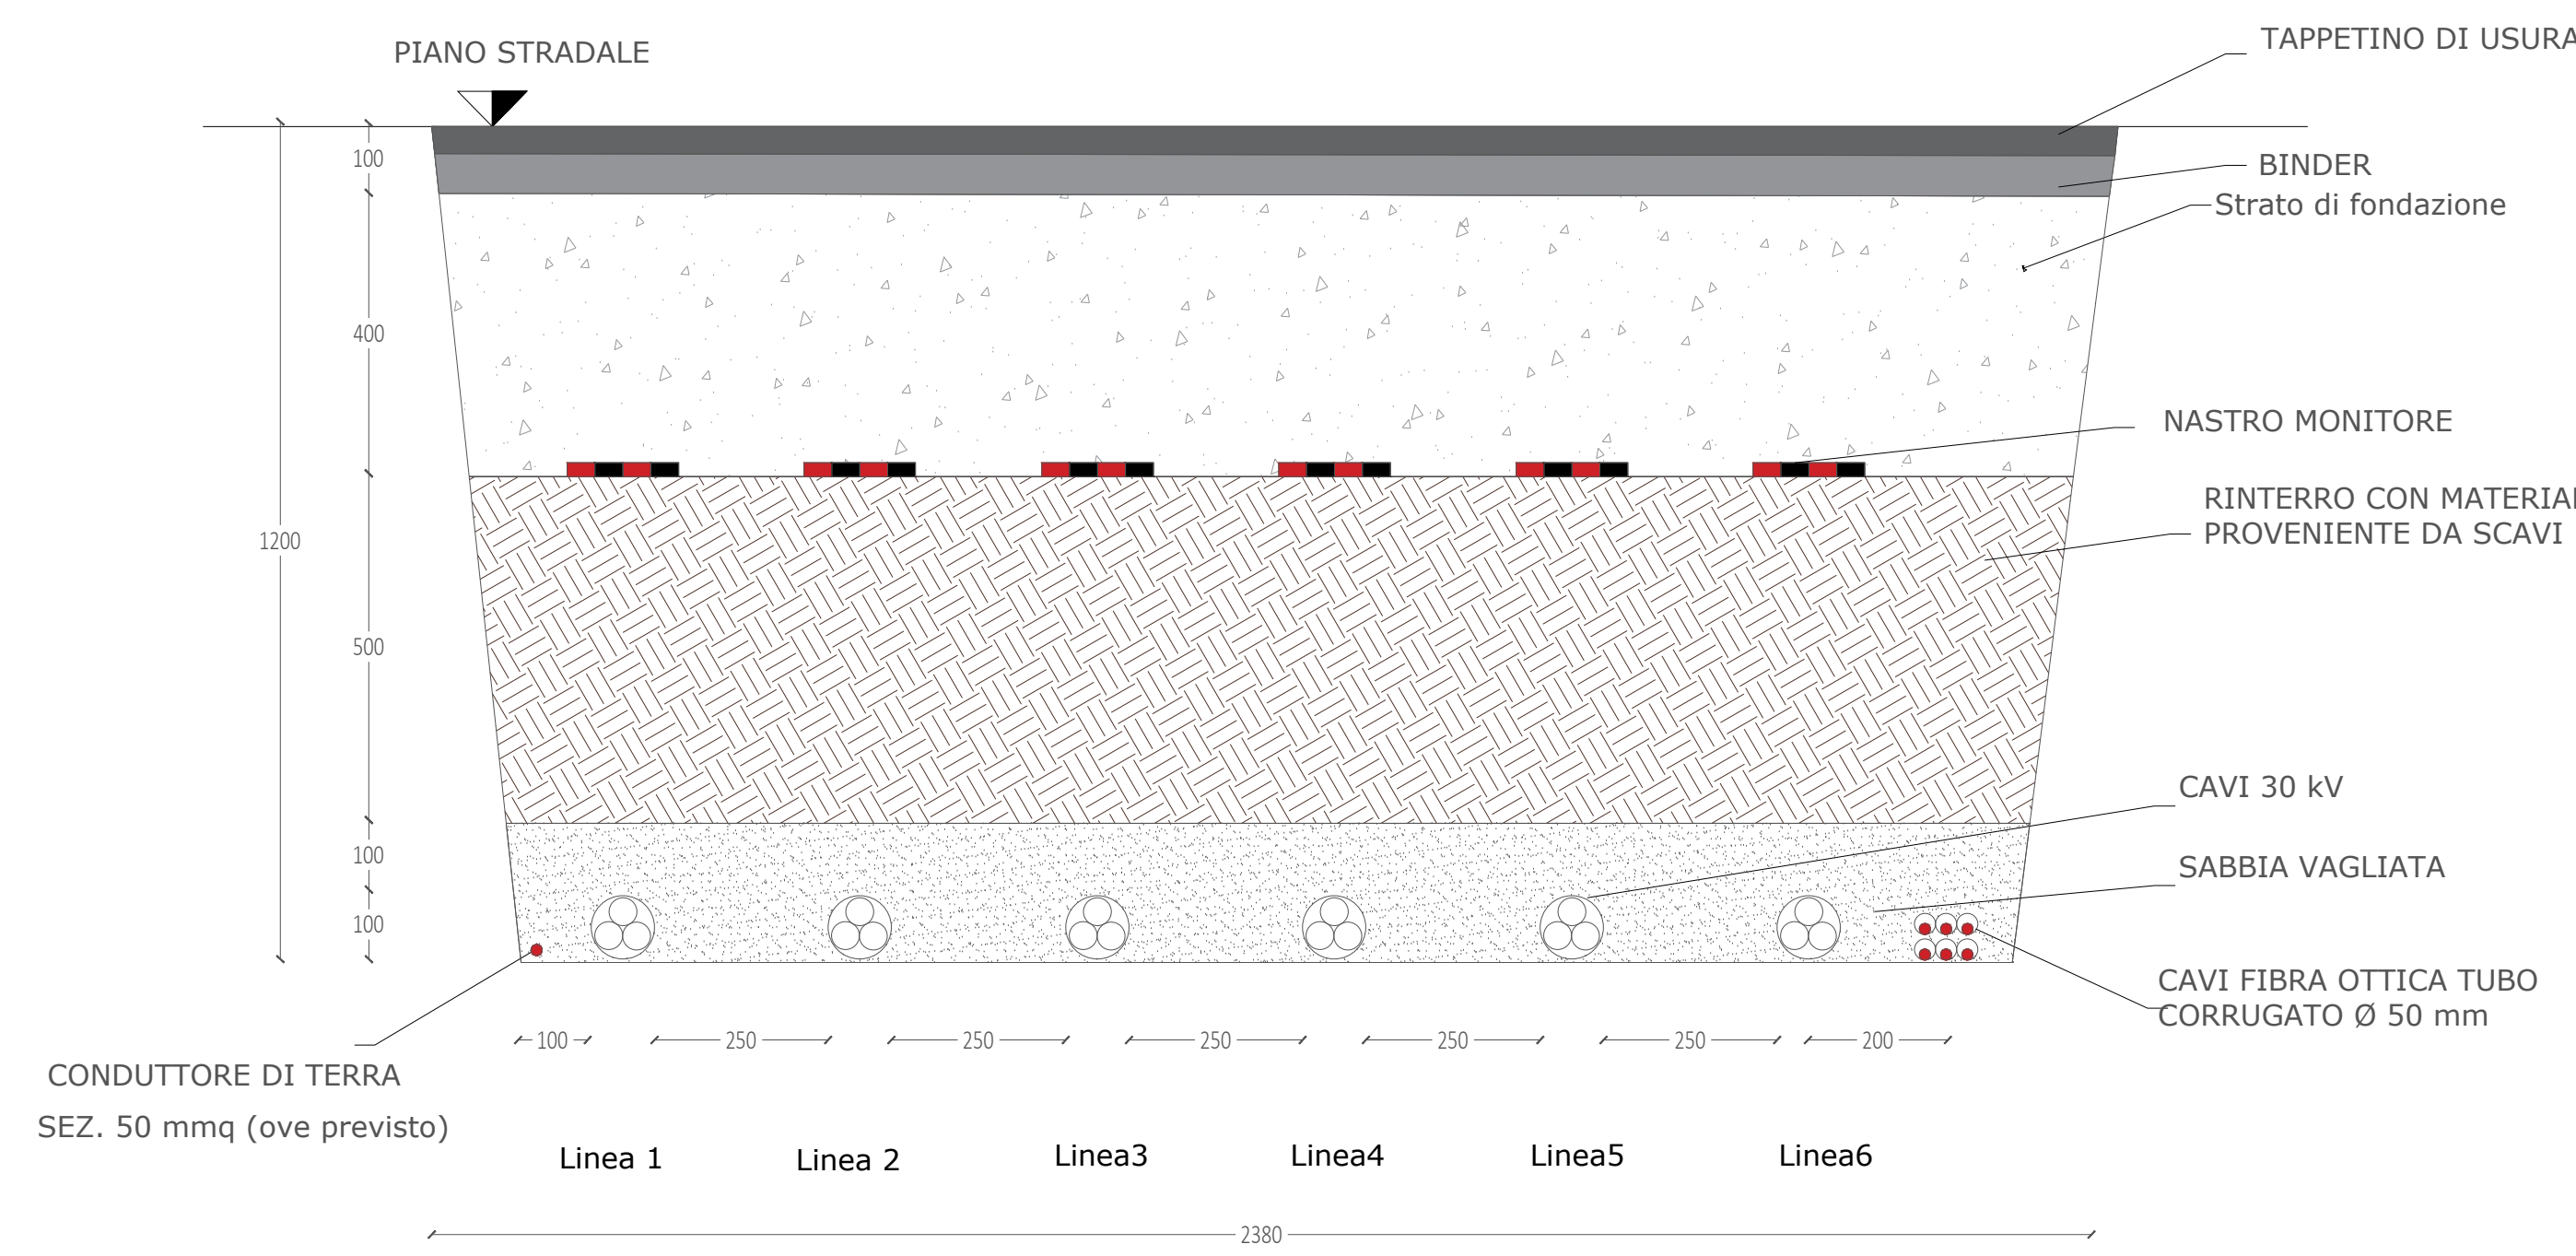 PIANO STRADALE
TAPPETINO DI USURA
BINDER
Strato di fondazione
100
400
NASTRO MONITORE
RINTERRO CON
PROVENIENTE DA SCAVI
1200
500
CAVI 30 kV
100
SABBIA VAGLIATA
100
CAVI FIBRA OTTICA TUBO
CORRUGATO Ø 50 mm
100
250
250
250
250
250
200
CONDUTTORE DI TERRA
SEZ. 50 mmq (ove previsto)
Linea 1
Linea 2
Linea3
Linea4
Linea5
Linea6
2380